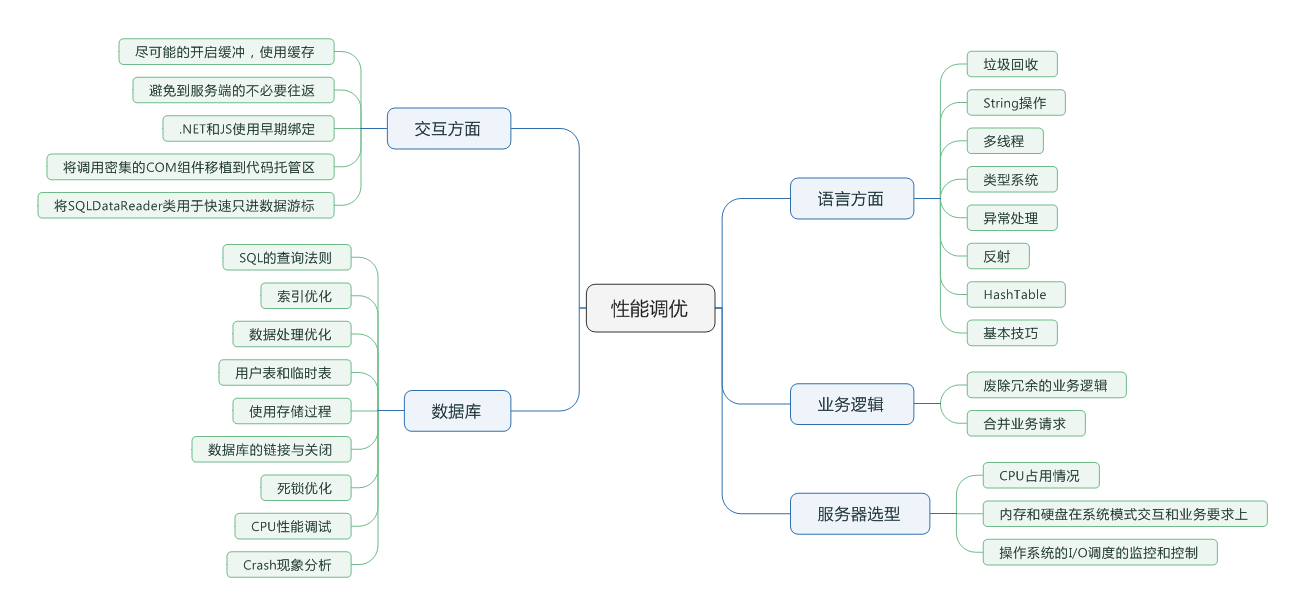 性能调优
交互方面
尽可能的开启缓冲，使用缓存
避免到服务端的不必要往返
.NET和JS使用早期绑定
将调用密集的COM组件移植到代码托管区
将SQLDataReader类用于快速只进数据游标
数据库
SQL的查询法则
索引优化
数据处理优化
用户表和临时表
使用存储过程
数据库的链接与关闭
死锁优化
CPU性能调试
Crash现象分析
语言方面
垃圾回收
String操作
多线程
类型系统
异常处理
反射
HashTable
基本技巧
业务逻辑
废除冗余的业务逻辑
合并业务请求
服务器选型
CPU占用情况
内存和硬盘在系统模式交互和业务要求上
操作系统的I/O调度的监控和控制